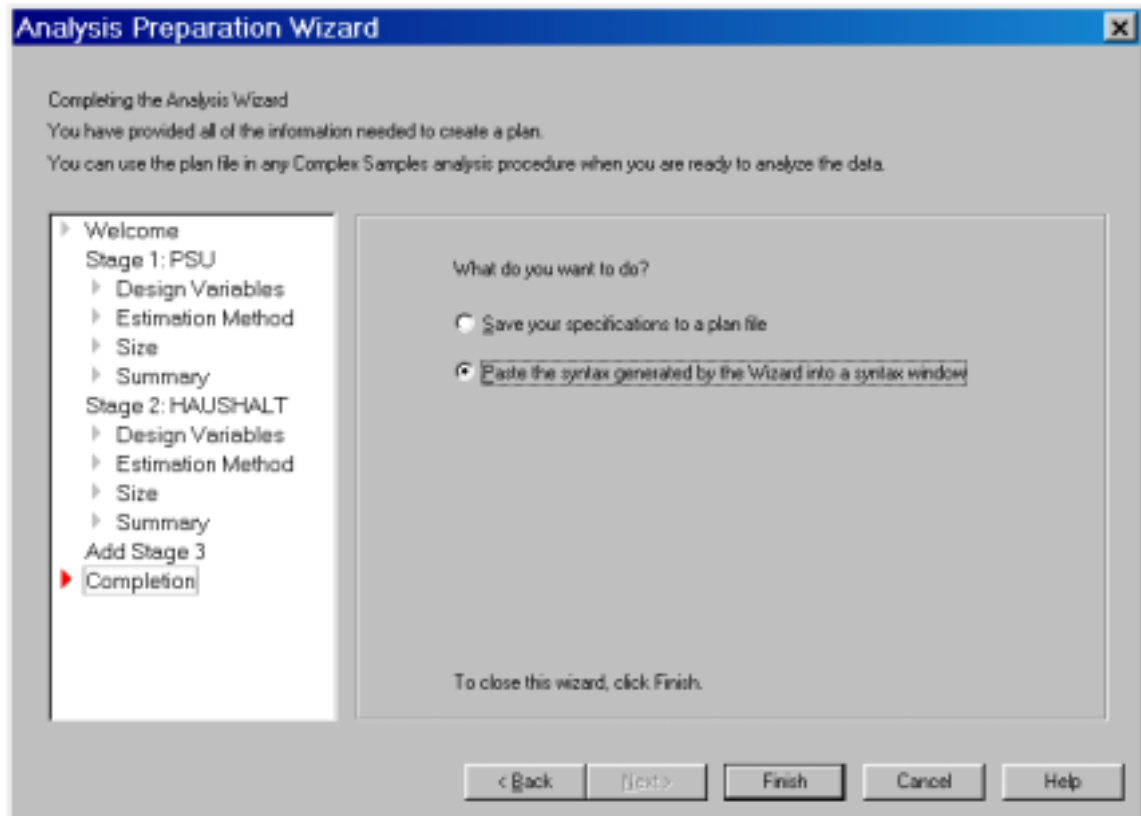 Analysis Preparation Wizard
Completing the Analysis Wizard
You have provided all of the information needed to create a plan.
You can use the plan file in any Complex Samples analysis procedure when you are ready to analyze the data.
Welcome
Stage 1: PSU
Design Variables
Estimation Method
Size
Summary
Stage 2: HAUSHALT
Design Variables
Estimation Method
Size
Summary
Add Stage 3
Completion
What do you want to do?
Save your specifications to a plan file
Paste the syntax generated by the Wizard into a syntax window
To close this wizard, click Finish.
< Back
Next >
Finish
Cancel
Help